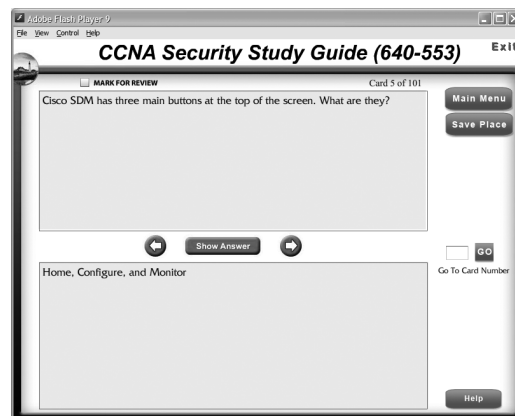 Adobe Flash Player 9
File View Control Help
CCNA Security Study Guide (640-553)
Exit
MARK FOR REVIEW
Card 5 of 101
Cisco SDM has three main buttons at the top of the screen. What are they?
Main Menu
Save Place
Show Answer
GO
Go To Card Number
Home, Configure, and Monitor
Help